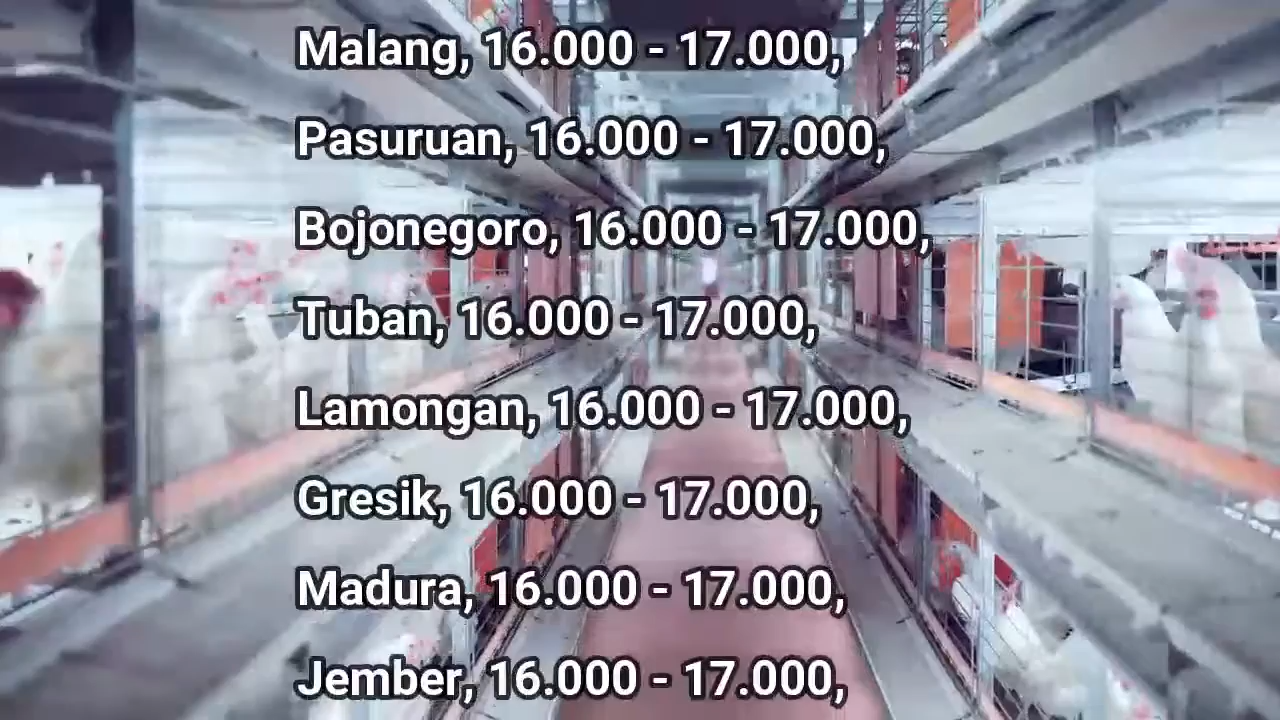 Malang, 16.000 - 17.000,
Pasuruan, 16.000 - 17.000,
Bojonegoro, 16.000 - 17.000,
Tuban, 16.000 - 17.000,
Lamongan, 16.000 - 17.000,
Gresik, 16.000 - 17.000,
Madura, 16.000 - 17.000,
Jember, 16.000 - 17.000,